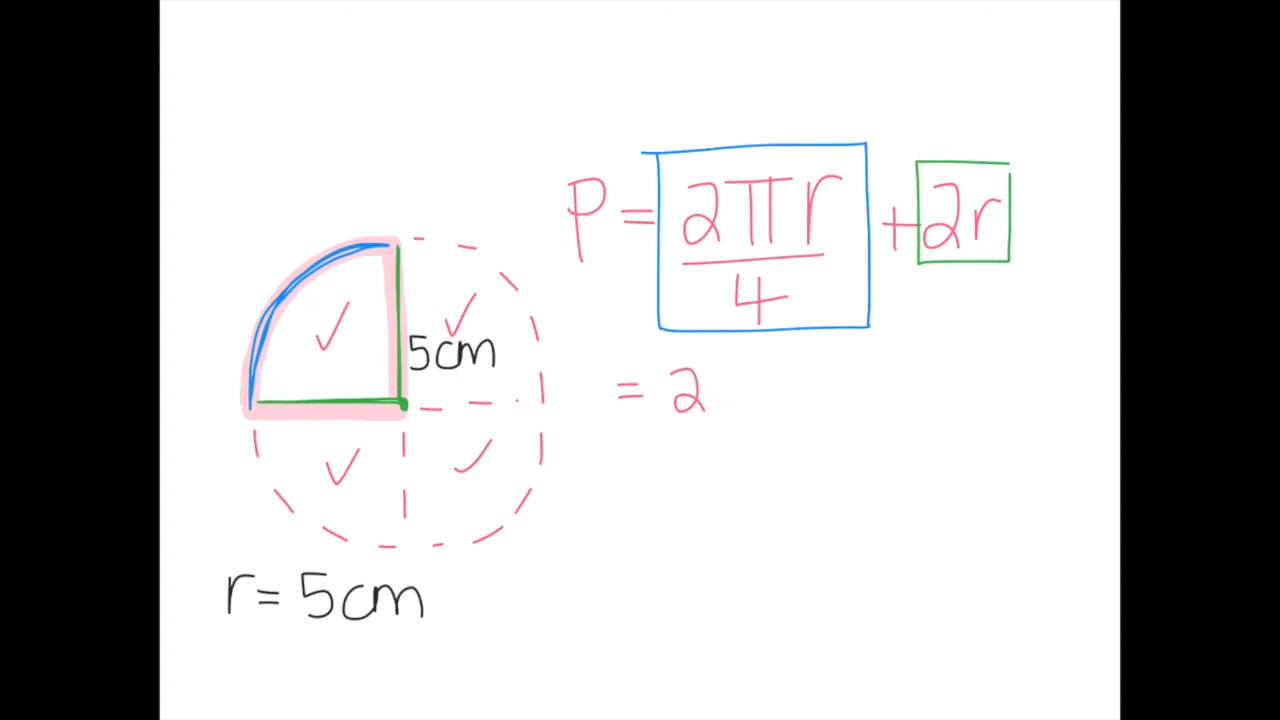 P = 2πr/4 + 2r
5cm
= 2
r = 5cm